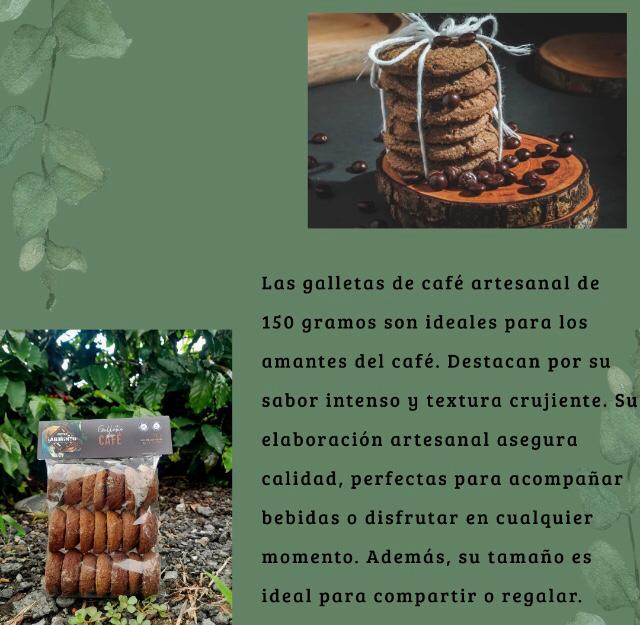 Las galletas de café artesanal de
150 gramos son ideales para los
amantes del café. Destacan por su
sabor intenso y textura crujiente. Su
elaboración artesanal asegura
calidad, perfectas para acompañar
bebidas o disfrutar en cualquier
momento. Además, su tamaño es
ideal para compartir o regalar.
LABERINTO
Galletas
CAFÉ